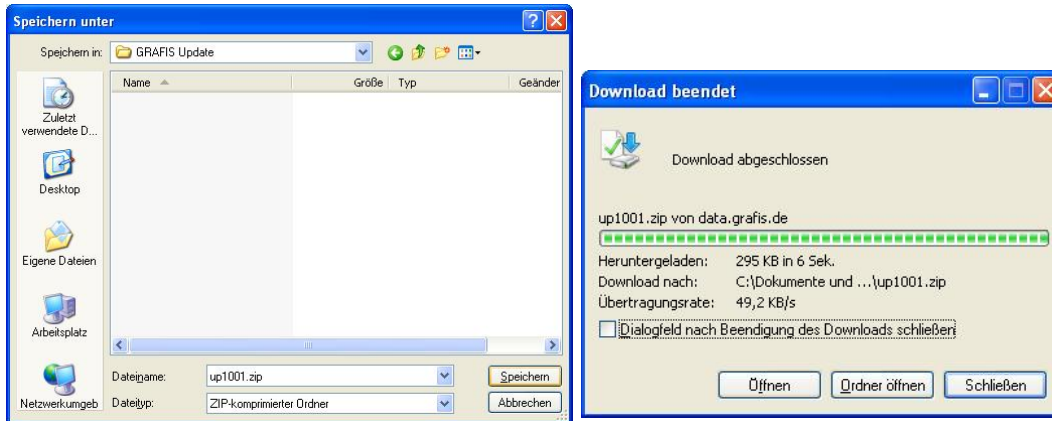 Speichern unter
Speichern in: GRAFIS Update
Name Größe Typ Geänder
Zuletzt
verwendete D...
Desktop
Eigene Dateien
Arbeitsplatz
Netzwerkumgeb
Dateiname: up1001.zip Speichern
Dateityp: ZIP-komprimierter Ordner Abbrechen
Download beendet
Download abgeschlossen
up1001.zip von data.grafis.de
Heruntergeladen: 295 KB in 6 Sek.
Download nach: C:\Dokumente und ...\up1001.zip
Übertragungsrate: 49,2 KB/s
Dialogfeld nach Beendigung des Downloads schließen
Öffnen Ordner öffnen Schließen